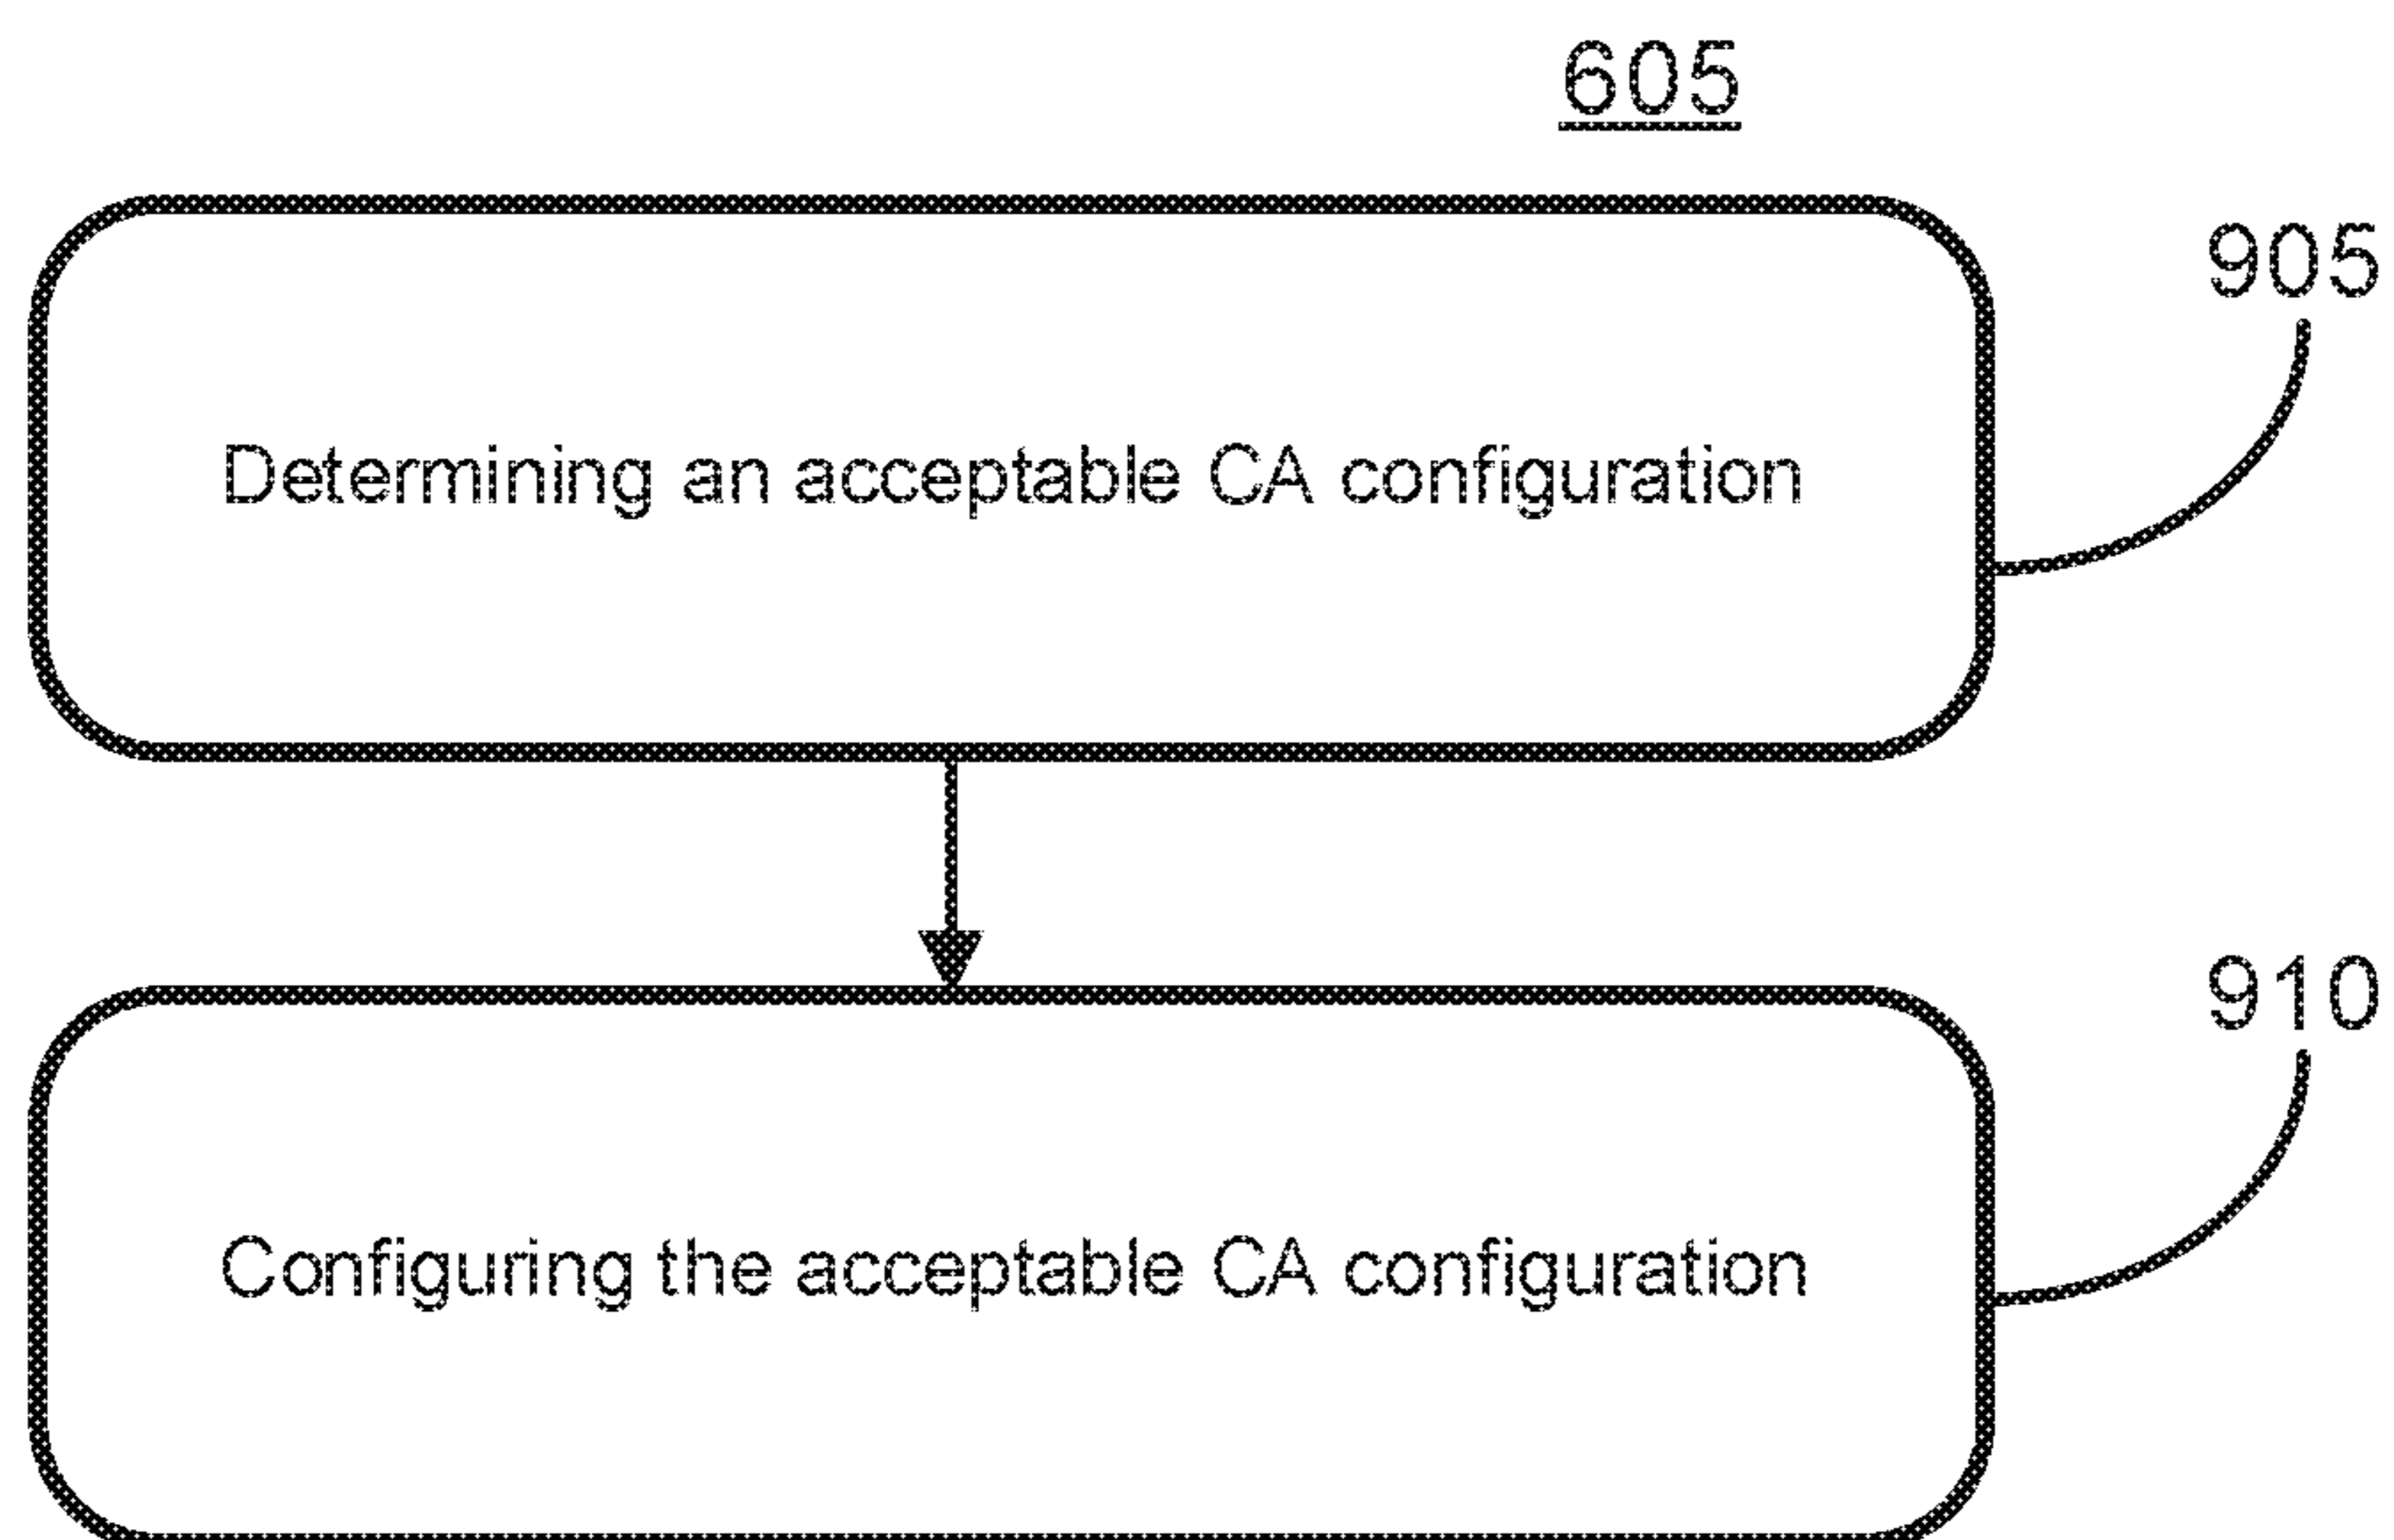 605
905
Determining an acceptable CA configuration
910
Configuring the acceptable CA configuration